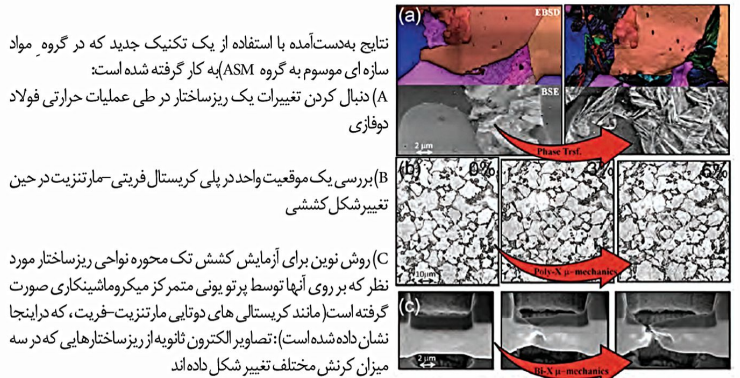 نتایج به‌دست‌آمده با استفاده از یک تکنیک جدید که در گروه ِ مواد
سازه ای موسوم به گروه ASM)به کار گرفته شده است:
A) دنبال کردن تغییرات یک ریزساختار در طی عملیات حرارتی فولاد
دوفازی
B) بررسی یک موقعیت واحد در پلی کریستال فریتی-مارتنزیت در حین
تغییرشکل کششی
C) روش نوین برای آزمایش کشش تک محوره نواحی ریزساختار مورد
نظر که بر روی آنها توسط پرتو یونی متمرکز میکروماشینکاری صورت
گرفته است( مانند کریستالی های دوتایی مارتنزیت-فریت، که دراینجا
نشان داده شده است): تصاویر الکترون ثانویه از ریزساختارهایی که در سه
میزان کرنش مختلف تغییر شکل داده اند
(a)
EBSD
BSE
2 µm
Phase Trsf.
(b)
0%
6%
10µm
Poly-X µ-mechanics
(c)
2 µm
Bi-X µ-mechanics